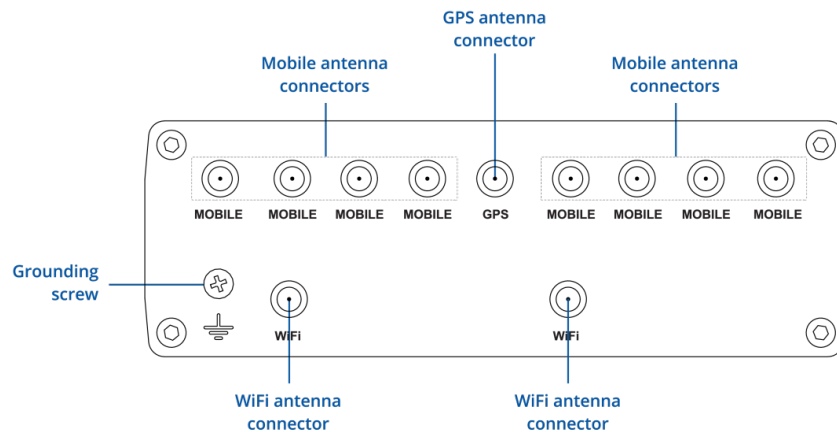 GPS antenna
connector
Mobile antenna
connectors
Mobile antenna
connectors
MOBILE MOBILE MOBILE MOBILE GPS MOBILE MOBILE MOBILE MOBILE
Grounding
screw
WiFi WiFi
WiFi antenna
connector
WiFi antenna
connector